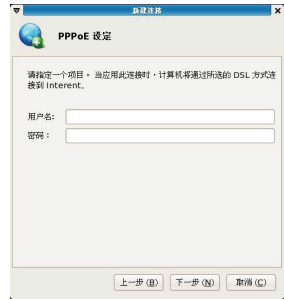 新建连接
PPPoE 设定
请指定一个项目。当应用此连接时,计算机将通过所选的 DSL 方式连
接到 Interent。
用户名:
密码:
上一步 (B)
下一步 (N)
取消 (C)